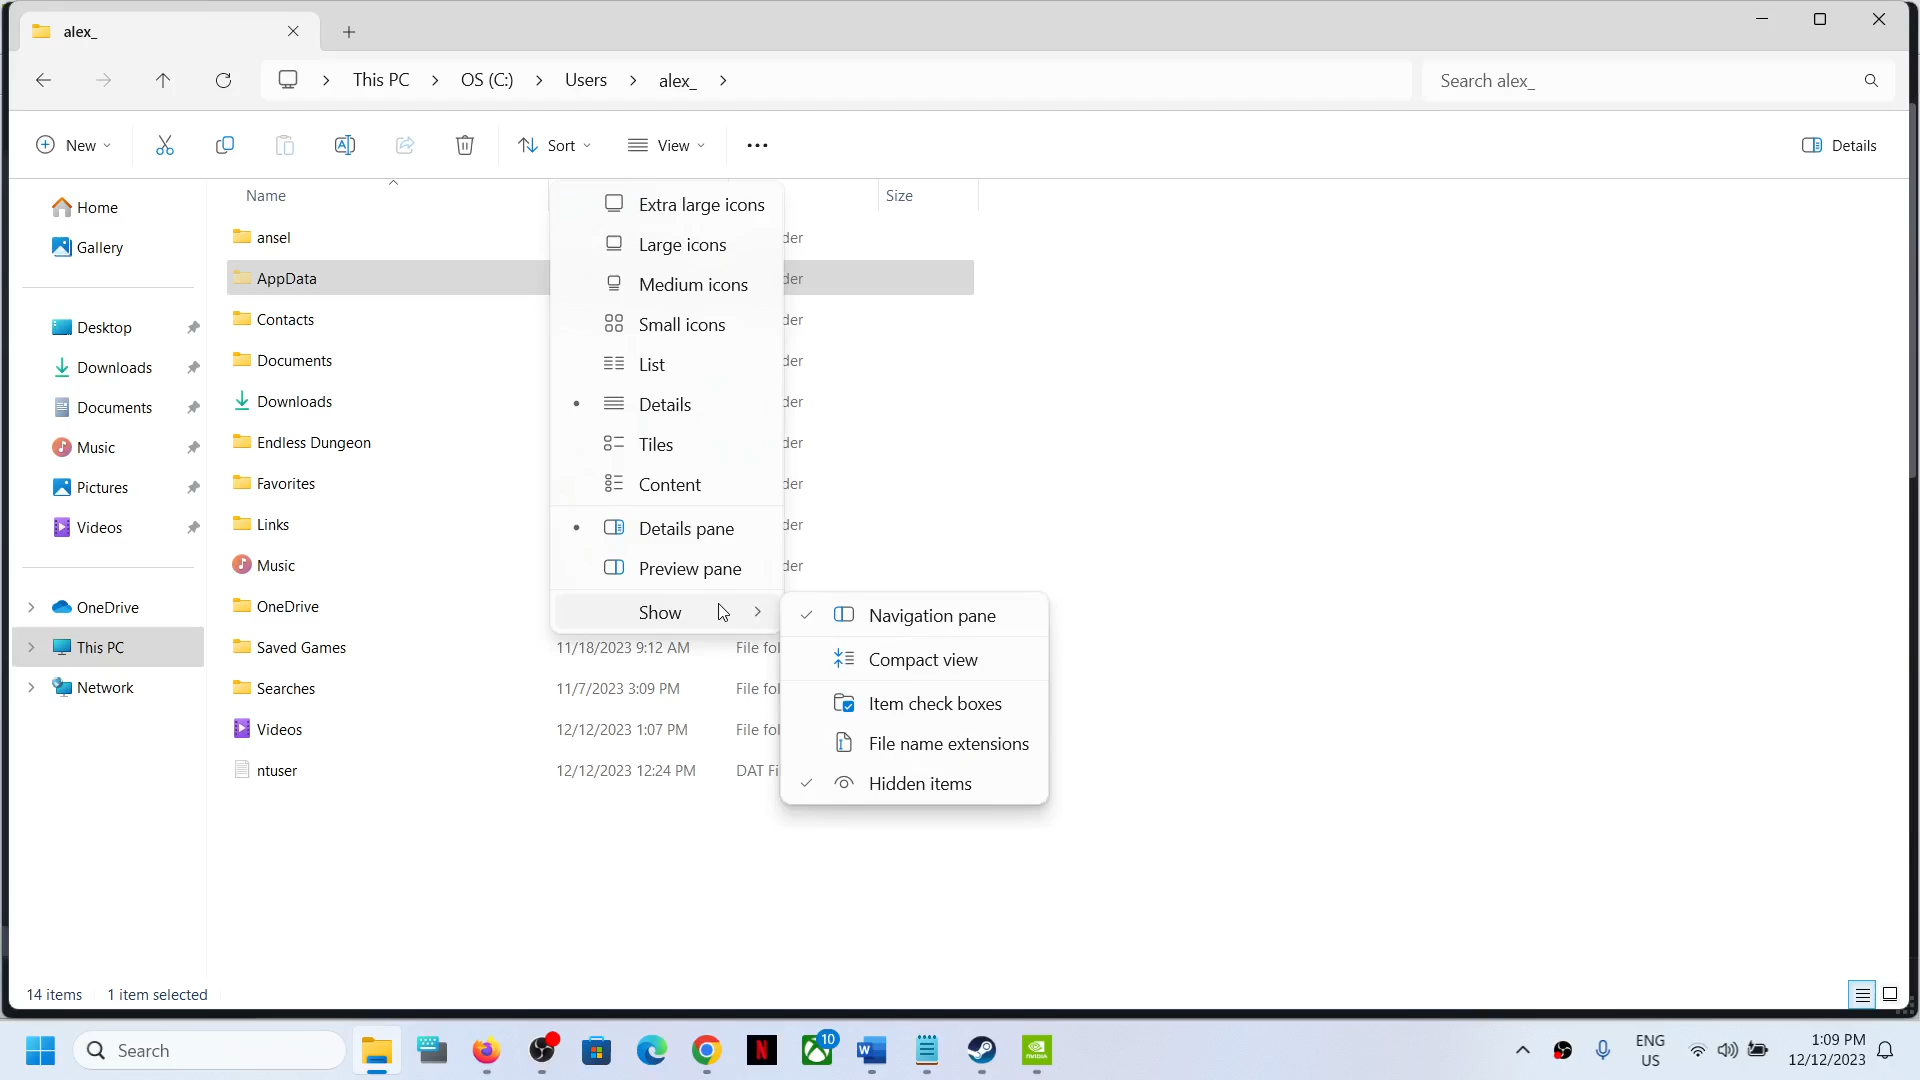 alex_
This PC
OS (C:)
Users
alex_
Search alex_
New
Sort
View
Details
Home
Gallery
Desktop
Downloads
Documents
Music
Pictures
Videos
OneDrive
This PC
Network
Name
Size
ansel
der
AppData
der
Contacts
der
Documents
der
Downloads
der
Endless Dungeon
der
Favorites
der
Links
der
Music
der
OneDrive
Saved Games
11/18/2023 9:12 AM
File fol
Searches
11/7/2023 3:09 PM
File fol
Videos
12/12/2023 1:07 PM
File fol
ntuser
12/12/2023 12:24 PM
DAT Fi
Extra large icons
Large icons
Medium icons
Small icons
List
Details
Tiles
Content
Details pane
Preview pane
Show
Navigation pane
Compact view
Item check boxes
File name extensions
Hidden items
14 items
1 item selected
Search
N
10
W
NVIDIA
ENG
US
1:09 PM
12/12/2023